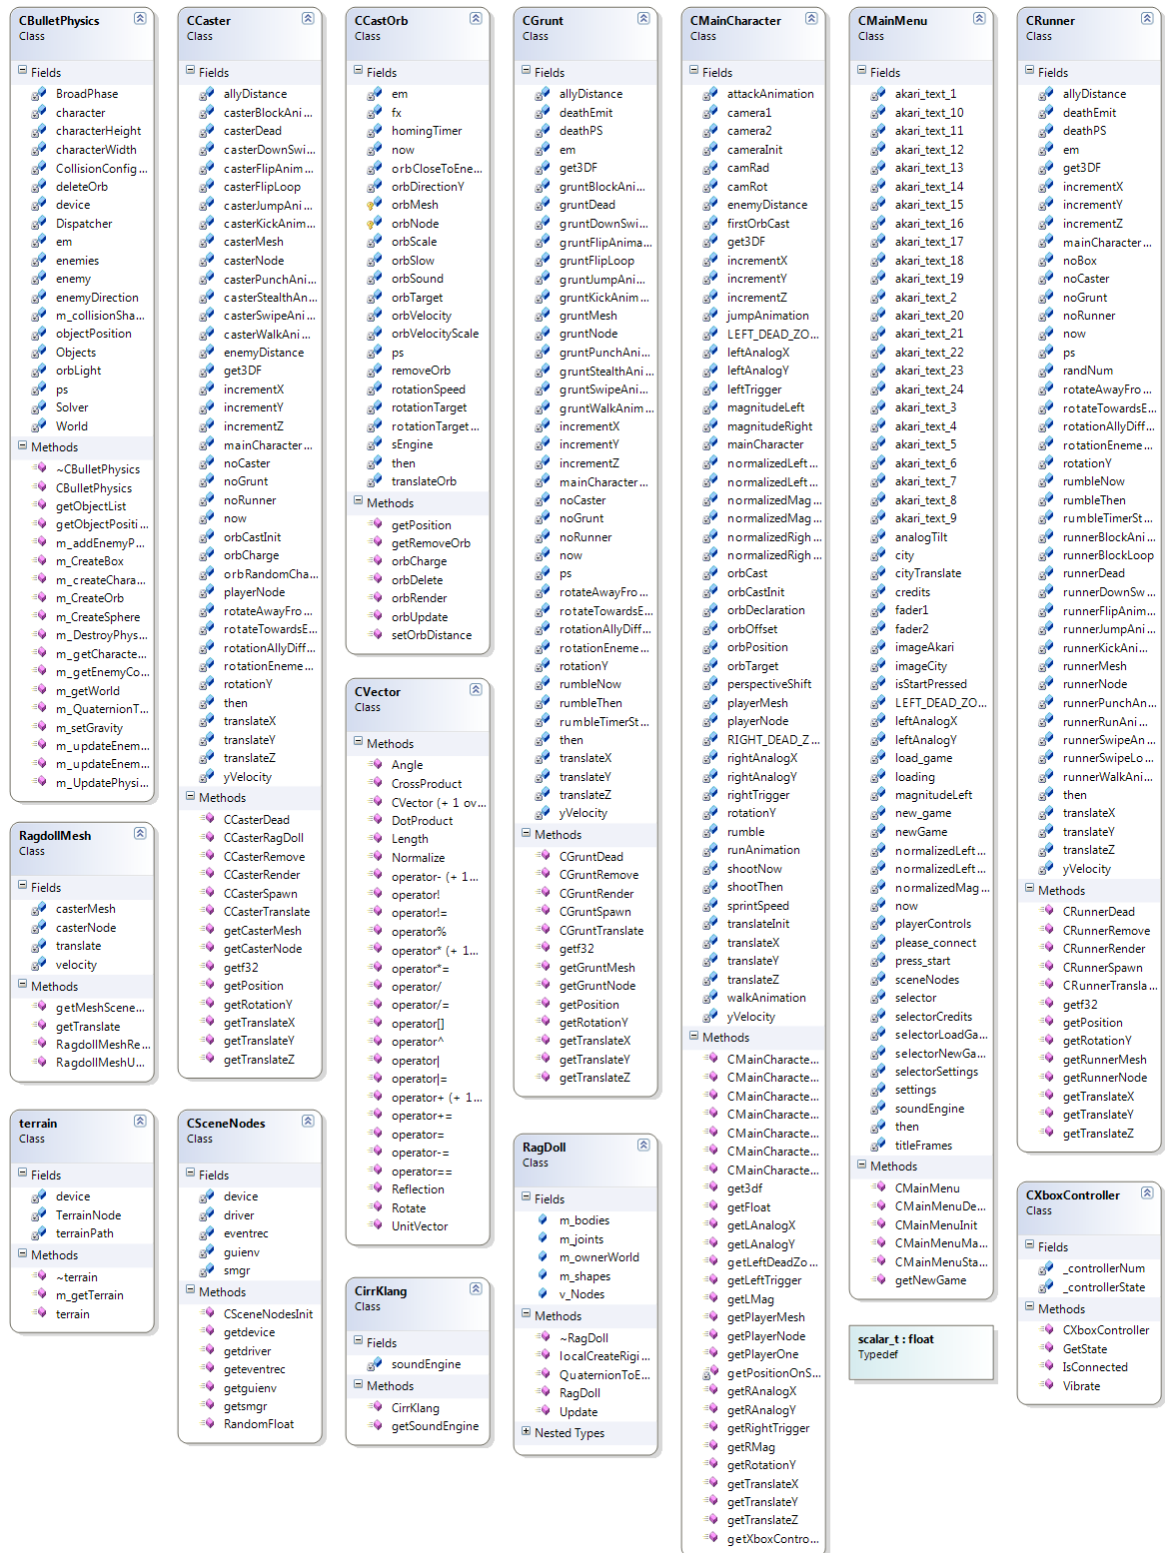 CBulletPhysics
Class
Fields
BroadPhase
character
characterHeight
characterWidth
CollisionConfig...
deleteOrb
device
Dispatcher
em
enemies
enemy
enemyDirection
m_collisionSha...
objectPosition
Objects
orbLight
ps
Solver
World
Methods
~CBulletPhysics
CBulletPhysics
getObjectList
getObjectPositi...
m_addEnemyP...
m_CreateBox
m_createChara...
m_CreateOrb
m_CreateSphere
m_DestroyPhys...
m_getCharacte...
m_getEnemyCo...
m_getWorld
m_QuaternionT...
m_setGravity
m_updateEnem...
m_updateEnem...
m_UpdatePhysi...
RagdollMesh
Class
Fields
casterMesh
casterNode
translate
velocity
Methods
getMeshScene...
getTranslate
RagdollMeshRe...
RagdollMeshU...
terrain
Class
Fields
device
TerrainNode
terrainPath
Methods
~terrain
m_getTerrain
terrain
CCaster
Class
Fields
allyDistance
casterBlockAni...
casterDead
casterDownSwi...
casterFlipAnim...
casterFlipLoop
casterJumpAni...
casterKickAnim...
casterMesh
casterNode
casterPunchAni...
casterStealthAn...
casterSwipeAni...
casterWalkAni...
enemyDistance
get3DF
incrementX
incrementY
incrementZ
mainCharacter...
noCaster
noGrunt
noRunner
now
orbCastInit
orbCharge
orbRandomCha...
playerNode
rotateAwayFro...
rotateTowardsE...
rotationAllyDiff...
rotationEneme...
rotationY
then
translateX
translateY
translateZ
yVelocity
Methods
CCasterDead
CCasterRagDoll
CCasterRemove
CCasterRender
CCasterSpawn
CCasterTranslate
getCasterMesh
getCasterNode
getf32
getPosition
getRotationY
getTranslateX
getTranslateY
getTranslateZ
CSceneNodes
Class
Fields
device
driver
eventrec
guienv
smgr
Methods
CSceneNodesInit
getdevice
getdriver
geteventrec
getguienv
getsmgr
RandomFloat
CCastOrb
Class
Fields
em
fx
homingTimer
now
orbCloseToEne...
orbDirectionY
orbMesh
orbNode
orbScale
orbSlow
orbSound
orbTarget
orbVelocity
orbVelocityScale
ps
removeOrb
rotationSpeed
rotationTarget
rotationTarget...
sEngine
then
translateOrb
Methods
getPosition
getRemoveOrb
orbCharge
orbDelete
orbRender
orbUpdate
setOrbDistance
CVector
Class
Methods
Angle
CrossProduct
CVector (+ 1 ov...
DotProduct
Length
Normalize
operator- (+ 1...
operator!
operator!=
operator%
operator* (+ 1...
operator*=
operator/
operator/=
operator[]
operator^
operator|
operator|=
operator+ (+ 1...
operator+=
operator=
operator-=
operator==
Reflection
Rotate
UnitVector
CirrKlang
Class
Fields
soundEngine
Methods
CirrKlang
getSoundEngine
CGrunt
Class
Fields
allyDistance
deathEmit
deathPS
em
get3DF
gruntBlockAni...
gruntDead
gruntDownSwi...
gruntFlipAnima...
gruntFlipLoop
gruntJumpAni...
gruntKickAnim...
gruntMesh
gruntNode
gruntPunchAni...
gruntStealthAni...
gruntSwipeAni...
gruntWalkAnim...
incrementX
incrementY
incrementZ
mainCharacter...
noCaster
noGrunt
noRunner
now
ps
rotateAwayFro...
rotateTowardsE...
rotationAllyDiff...
rotationEneme...
rotationY
rumbleNow
rumbleThen
rumbleTimerSt...
then
translateX
translateY
translateZ
yVelocity
Methods
CGruntDead
CGruntRemove
CGruntRender
CGruntSpawn
CGruntTranslate
getf32
getGruntMesh
getGruntNode
getPosition
getRotationY
getTranslateX
getTranslateY
getTranslateZ
RagDoll
Class
Fields
m_bodies
m_joints
m_ownerWorld
m_shapes
v_Nodes
Methods
~RagDoll
localCreateRigi...
QuaternionToE...
RagDoll
Update
Nested Types
CMainCharacter
Class
Fields
attackAnimation
camera1
camera2
cameraInit
camRad
camRot
enemyDistance
firstOrbCast
get3DF
incrementX
incrementY
incrementZ
jumpAnimation
LEFT_DEAD_ZO...
leftAnalogX
leftAnalogY
leftTrigger
magnitudeLeft
magnitudeRight
mainCharacter
normalizedLeft...
normalizedLeft...
normalizedMag...
normalizedMag...
normalizedRigh...
normalizedRigh...
orbCast
orbCastInit
orbDeclaration
orbOffset
orbPosition
orbTarget
perspectiveShift
playerMesh
playerNode
RIGHT_DEAD_Z...
rightAnalogX
rightAnalogY
rightTrigger
rotationY
rumble
runAnimation
shootNow
shootThen
sprintSpeed
translateInit
translateX
translateY
translateZ
walkAnimation
yVelocity
Methods
CMainCharacte...
CMainCharacte...
CMainCharacte...
CMainCharacte...
CMainCharacte...
CMainCharacte...
CMainCharacte...
get3df
getFloat
getLAnalogX
getLAnalogY
getLeftDeadZo...
getLeftTrigger
getLMag
getPlayerMesh
getPlayerNode
getPlayerOne
getPositionOnS...
getRAnalogX
getRAnalogY
getRightTrigger
getRMag
getRotationY
getTranslateX
getTranslateY
getTranslateZ
getXboxContro...
CMainMenu
Class
Fields
akari_text_1
akari_text_10
akari_text_11
akari_text_12
akari_text_13
akari_text_14
akari_text_15
akari_text_16
akari_text_17
akari_text_18
akari_text_19
akari_text_2
akari_text_20
akari_text_21
akari_text_22
akari_text_23
akari_text_24
akari_text_3
akari_text_4
akari_text_5
akari_text_6
akari_text_7
akari_text_8
akari_text_9
analogTilt
city
cityTranslate
credits
fader1
fader2
imageAkari
imageCity
isStartPressed
LEFT_DEAD_ZO...
leftAnalogX
leftAnalogY
load_game
loading
magnitudeLeft
new_game
newGame
normalizedLeft...
normalizedLeft...
normalizedMag...
now
playerControls
please_connect
press_start
sceneNodes
selector
selectorCredits
selectorLoadGa...
selectorNewGa...
selectorSettings
settings
soundEngine
then
titleFrames
Methods
CMainMenu
CMainMenuDe...
CMainMenuInit
CMainMenuMa...
CMainMenuSta...
getNewGame
scalar_t : float
Typedef
CRunner
Class
Fields
allyDistance
deathEmit
deathPS
em
get3DF
incrementX
incrementY
incrementZ
mainCharacter...
noBox
noCaster
noGrunt
noRunner
now
ps
randNum
rotateAwayFro...
rotateTowardsE...
rotationAllyDiff...
rotationEneme...
rotationY
rumbleNow
rumbleThen
rumbleTimerSt...
runnerBlockAni...
runnerBlockLoop
runnerDead
runnerDownSw...
runnerFlipAnim...
runnerJumpAni...
runnerKickAni...
runnerMesh
runnerNode
runnerPunchAn...
runnerRunAni...
runnerSwipeAn...
runnerSwipeLo...
runnerWalkAni...
then
translateX
translateY
translateZ
yVelocity
Methods
CRunnerDead
CRunnerRemove
CRunnerRender
CRunnerSpawn
CRunnerTransla...
getf32
getPosition
getRotationY
getRunnerMesh
getRunnerNode
getTranslateX
getTranslateY
getTranslateZ
CXboxController
Class
Fields
_controllerNum
_controllerState
Methods
CXboxController
GetState
IsConnected
Vibrate